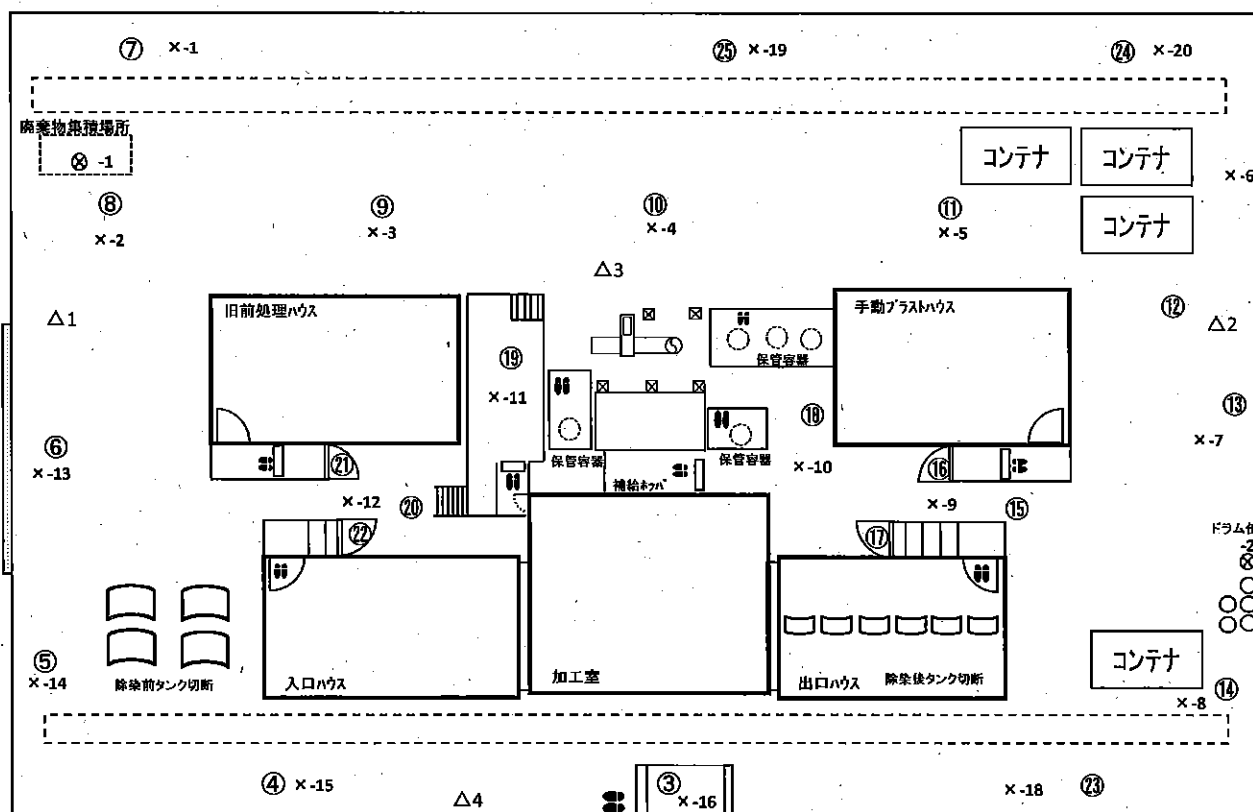 ⑦ ×-1
㉕ ×-19
㉔ ×-20
廃棄物集積場所
⊗ -1
コンテナ
コンテナ
×-6
⑧
×-2
⑨
×-3
⑩
×-4
⑪
×-5
コンテナ
△3
△1
旧前処理ハウス
手動ブラストハウス
⑫
△2
⑲
×-11
保管容器
⑱
⑬
×-7
⑥
×-13
㉑
保管容器
保管容器
×-10
⑯
補給ホッパ
×-12
⑳
×-9
⑮
㉒
⑰
ドラム
-2
⊗
⑤
×-14
除染前タンク切断
入口ハウス
加工室
出口ハウス
除染後タンク切断
コンテナ
⑭
×-8
④ ×-15
△4
③
×-16
×-18
㉓